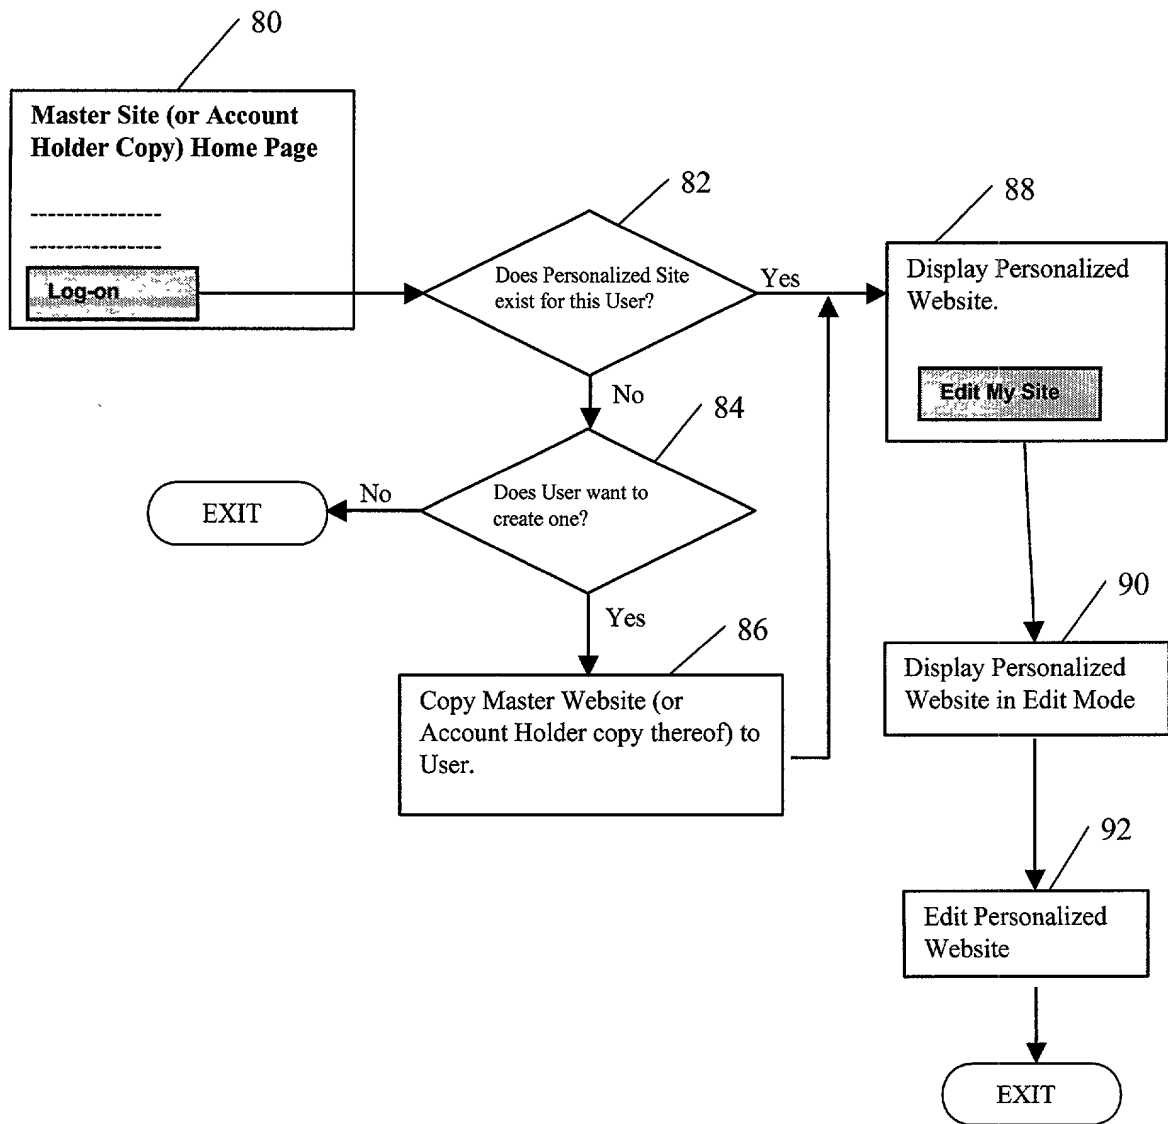 80
Master Site (or Account
Holder Copy) Home Page
Log-on
82
Does Personalized Site
exist for this User?
Yes
88
Display Personalized
Website.
Edit My Site
No
84
Does User want to
create one?
No
EXIT
Yes
86
Copy Master Website (or
Account Holder copy thereof) to
User.
90
Display Personalized
Website in Edit Mode
92
Edit Personalized
Website
EXIT